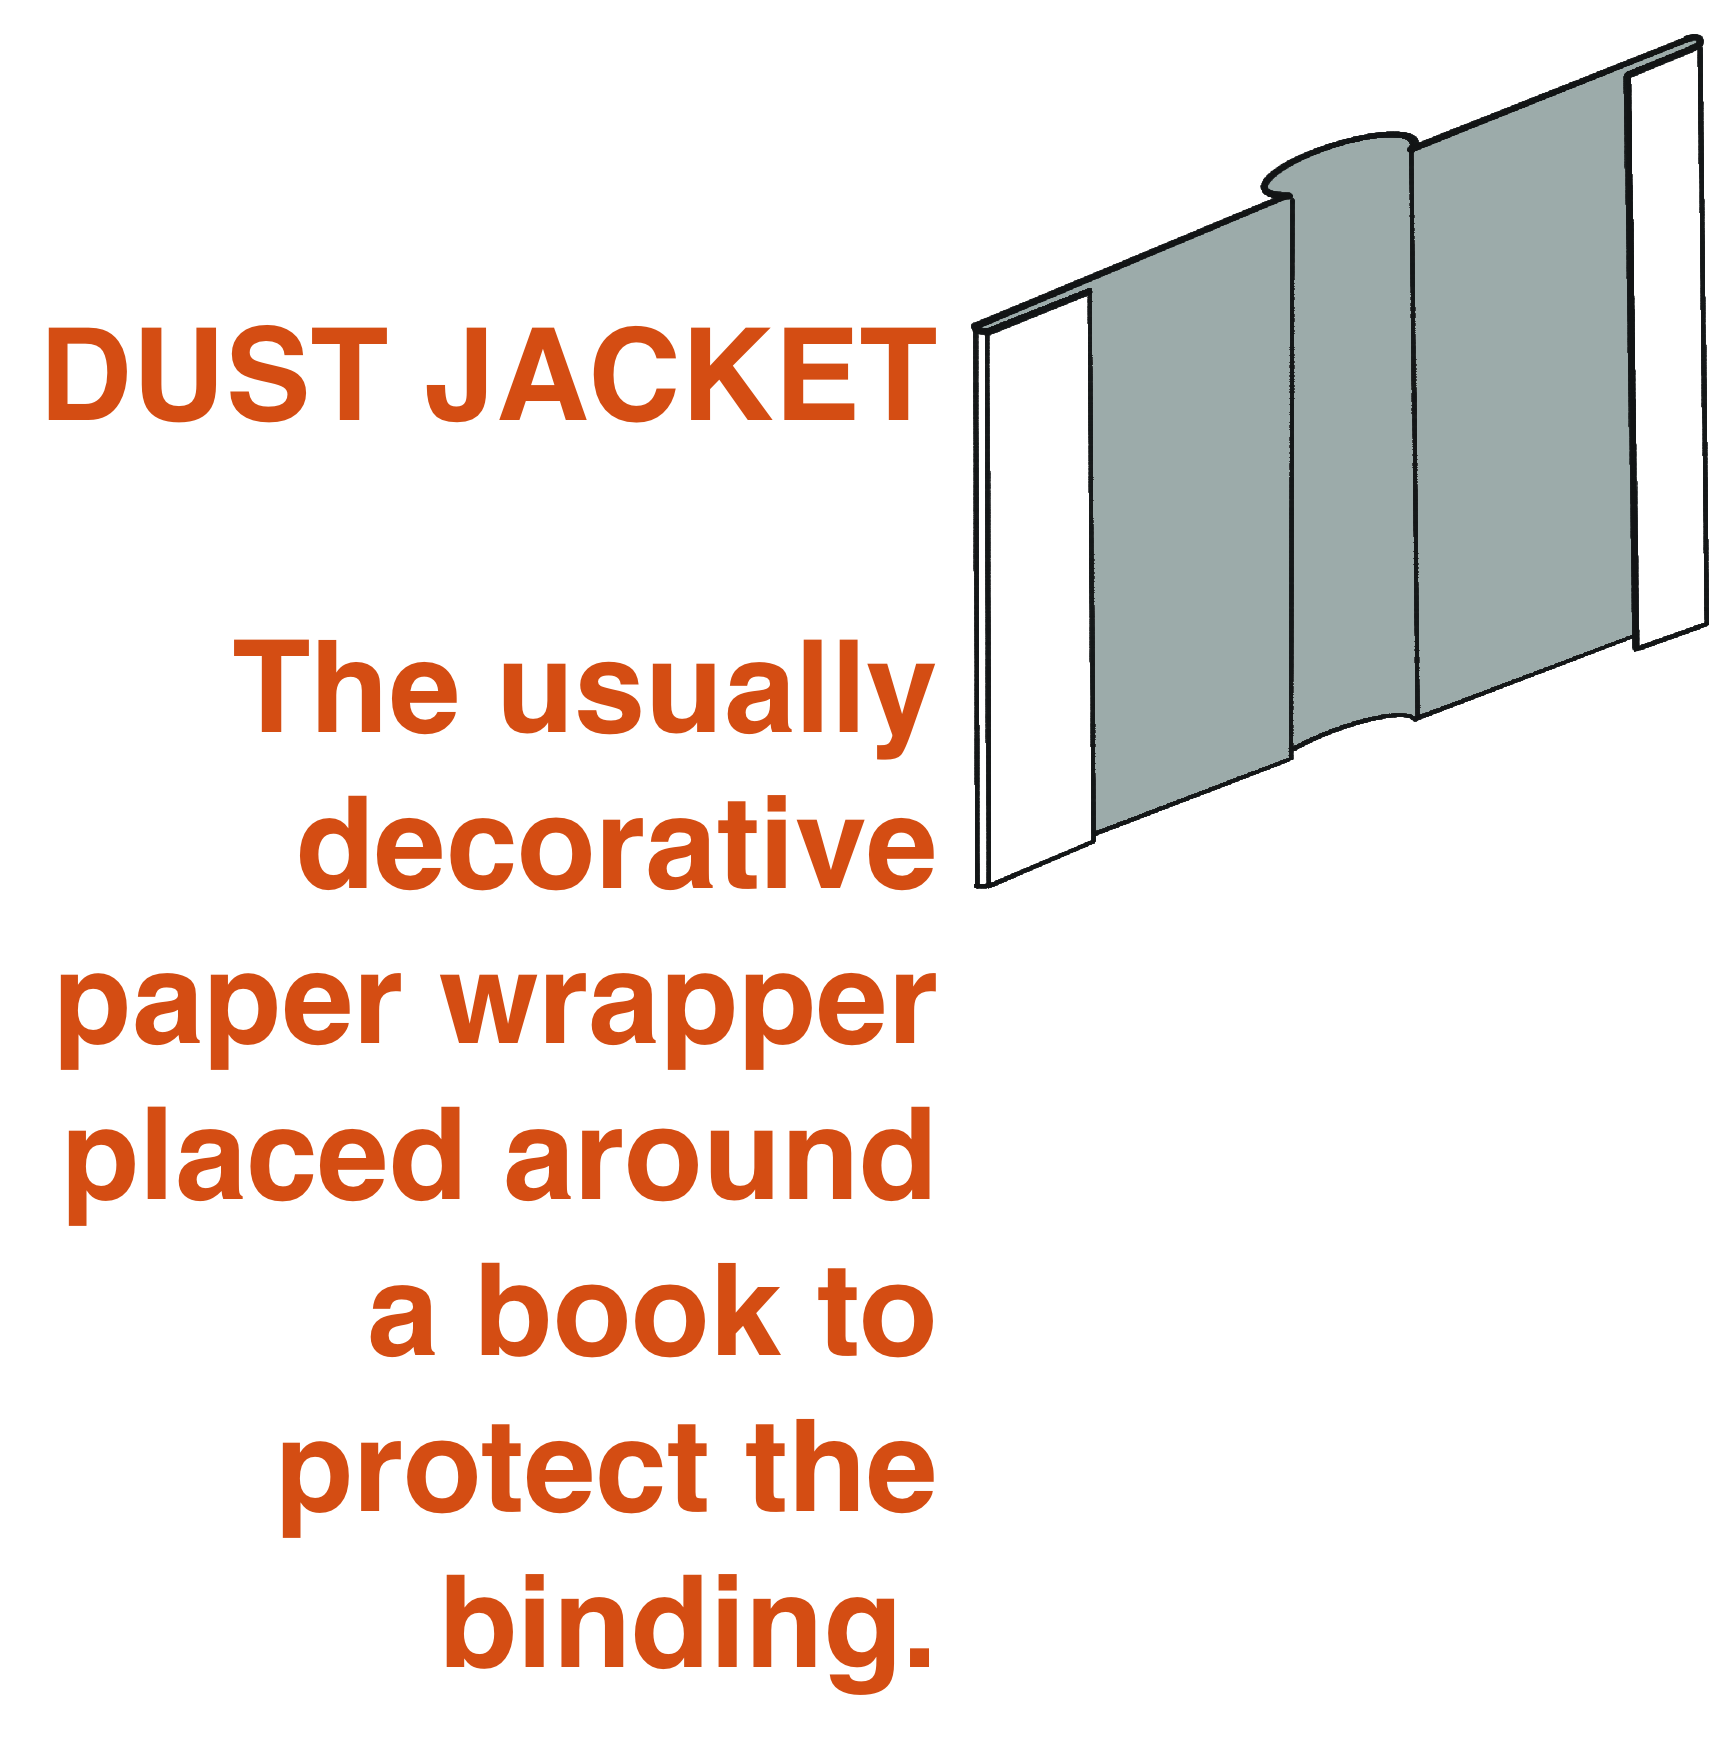 DUST JACKET
The usually
decorative
paper wrapper
placed around
a book to
protect the
binding.